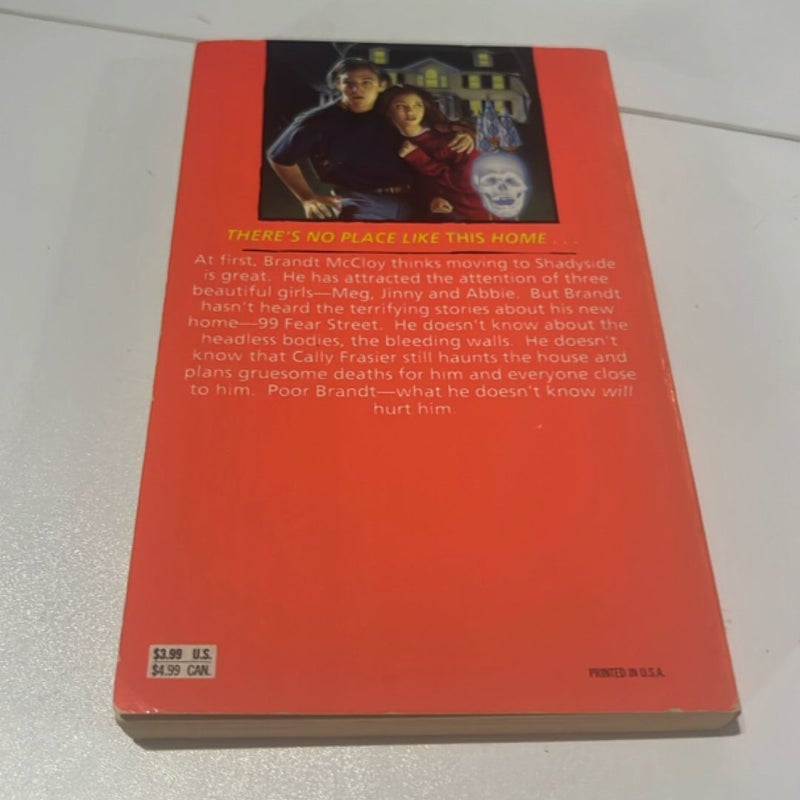 THERE'S NO PLACE LIKE THIS HOME . . .
At first, Brandt McCloy thinks moving to Shadyside
is great. He has attracted the attention of three
beautiful girls—Meg, Jinny and Abbie. But Brandt
hasn't heard the terrifying stories about his new
home—99 Fear Street. He doesn't know about the
headless bodies, the bleeding walls. He doesn't
know that Cally Frasier still haunts the house and
plans gruesome deaths for him and everyone close
to him. Poor Brandt—what he doesn't know will
hurt him.
$3.99 U.S.
$4.99 CAN.
PRINTED IN U.S.A.